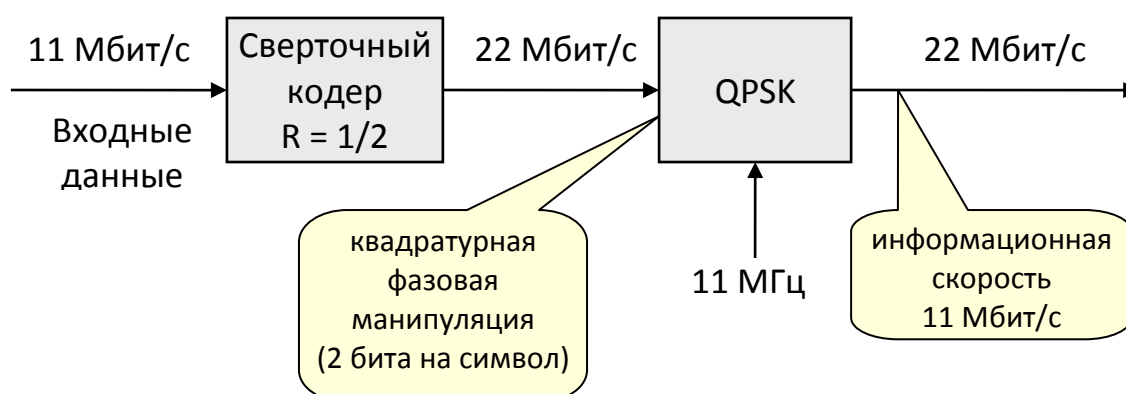 11 Мбит/с
Входные
данные
Сверточный
кодер
R = 1/2
22 Мбит/с
QPSK
22 Мбит/с
квадратурная
фазовая
манипуляция
(2 бита на символ)
11 МГц
информационная
скорость
11 Мбит/с